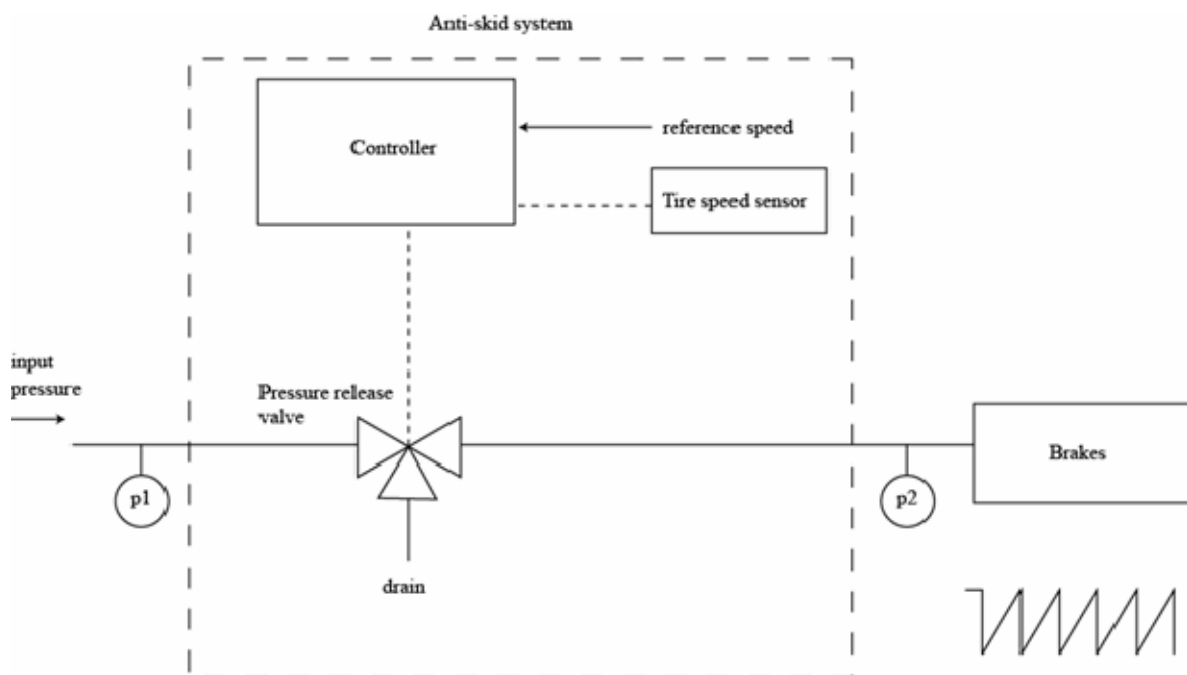 Anti-skid system
Controller
reference speed
Tire speed sensor
input
pressure
Pressure release
valve
p1
p2
Brakes
drain